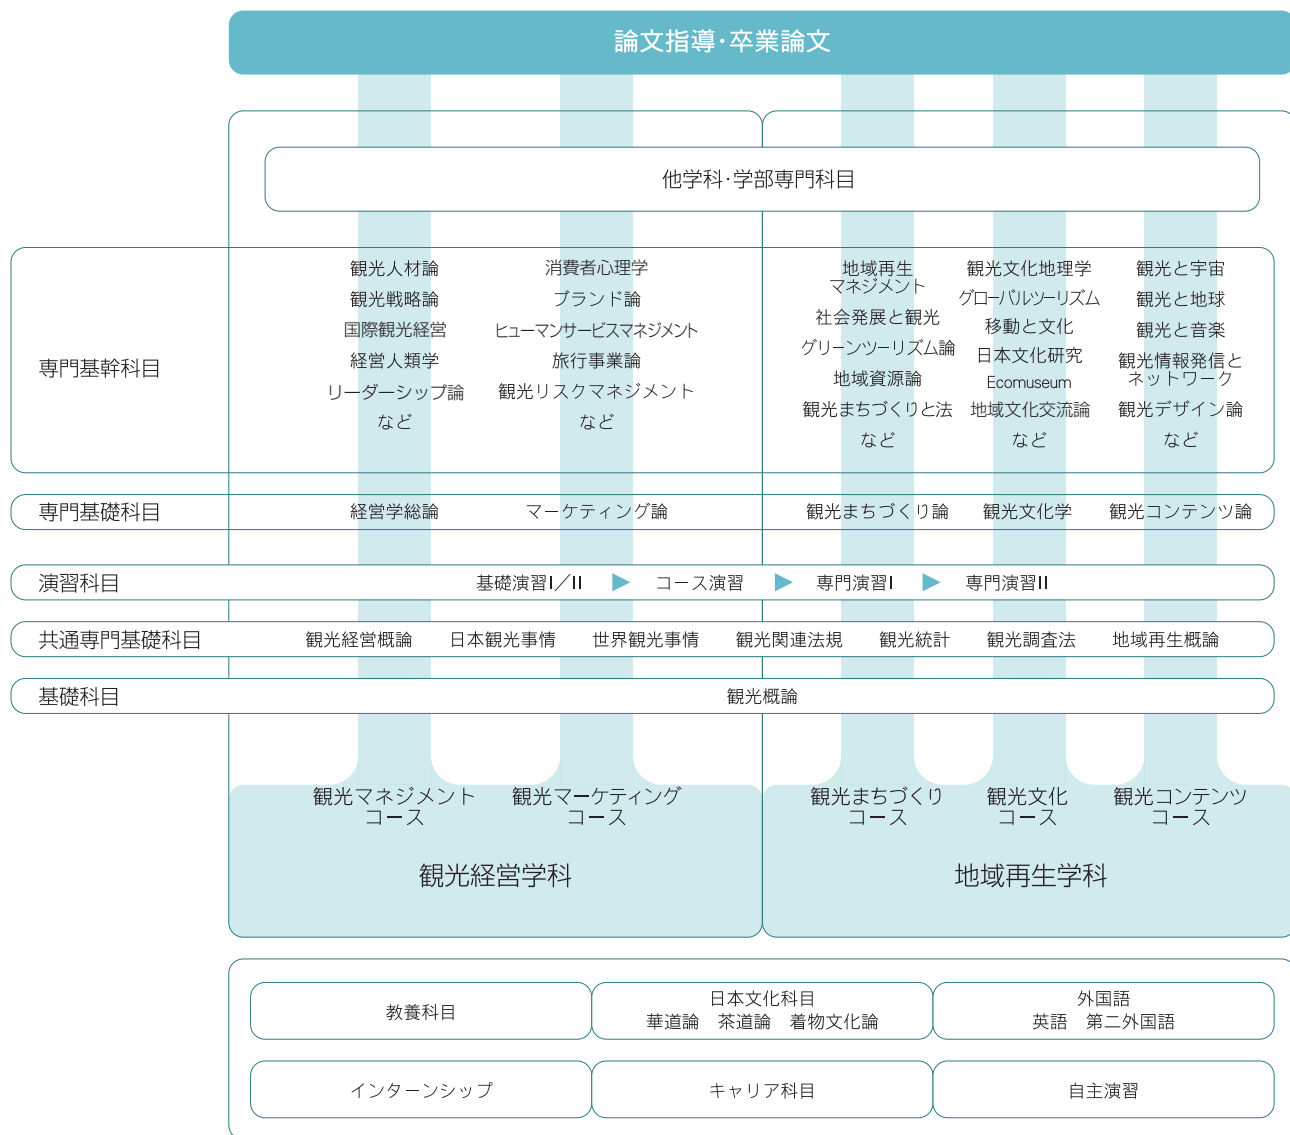 論文指導･卒業論文
他学科･学部専門科目
専門基幹科目
観光人材論
観光戦略論
国際観光経営
経営人類学
リーダーシップ論
など
消費者心理学
ブランド論
ヒューマンサービスマネジメント
旅行事業論
観光リスクマネジメント
など
地域再生
マネジメント
社会発展と観光
グリーンツーリズム論
地域資源論
観光まちづくりと法
など
観光文化地理学
グローバルツーリズム
移動と文化
日本文化研究
Ecomuseum
地域文化交流論
など
観光と宇宙
観光と地球
観光と音楽
観光情報発信と
ネットワーク
観光デザイン論
など
専門基礎科目 経営学総論 マーケティング論 観光まちづくり論 観光文化学 観光コンテンツ論
演習科目 基礎演習I／II ▶ コース演習 ▶ 専門演習I ▶ 専門演習II
共通専門基礎科目 観光経営概論 日本観光事情 世界観光事情 観光関連法規 観光統計 観光調査法 地域再生概論
基礎科目 観光概論
観光マネジメント
コース
観光マーケティング
コース
観光まちづくり
コース
観光文化
コース
観光コンテンツ
コース
観光経営学科
地域再生学科
教養科目
日本文化科目
華道論 茶道論 着物文化論
外国語
英語 第二外国語
インターンシップ
キャリア科目
自主演習